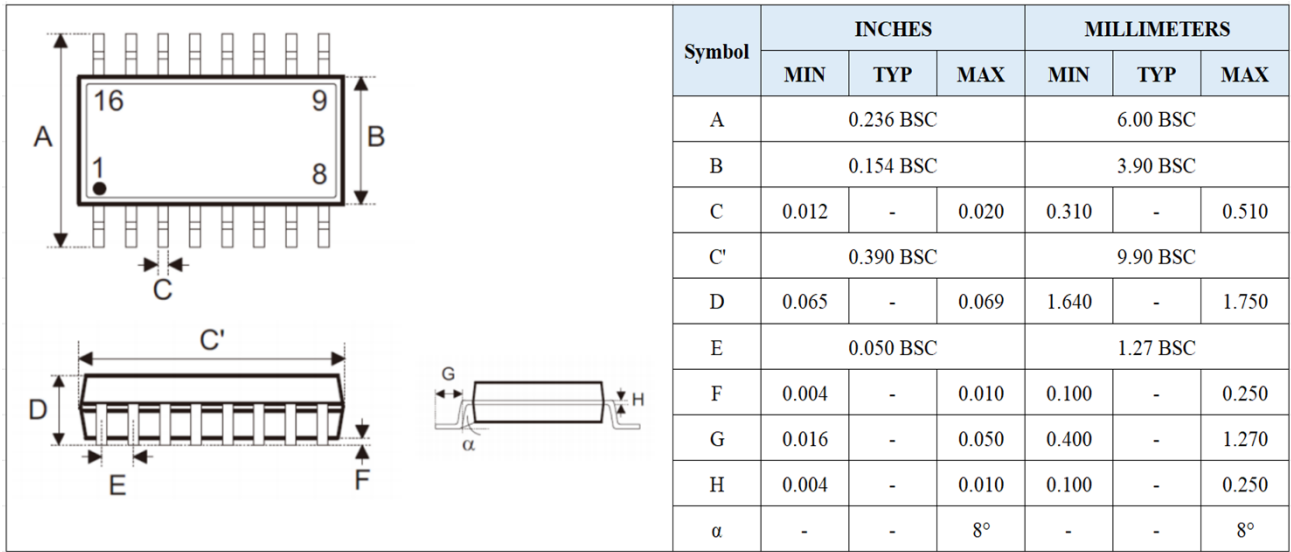 16 9
1 8
A
B
C
C'
D
E
F
G
H
α
Symbol INCHES MILLIMETERS
MIN TYP MAX MIN TYP MAX
A 0.236 BSC 6.00 BSC
B 0.154 BSC 3.90 BSC
C 0.012 - 0.020 0.310 - 0.510
C' 0.390 BSC 9.90 BSC
D 0.065 - 0.069 1.640 - 1.750
E 0.050 BSC 1.27 BSC
F 0.004 - 0.010 0.100 - 0.250
G 0.016 - 0.050 0.400 - 1.270
H 0.004 - 0.010 0.100 - 0.250
α - - 8° - - 8°